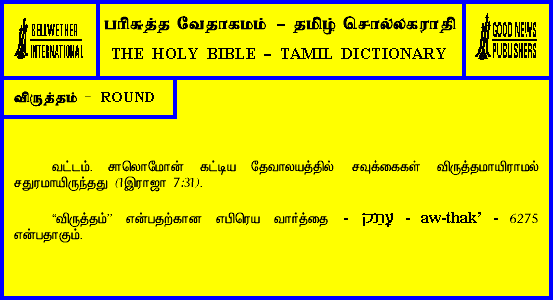 BELLWETHER
INTERNATIONAL
பரிசுத்த வேதாகமம் – தமிழ் சொல்லகராதி
THE HOLY BIBLE – TAMIL DICTIONARY
GOOD NEWS
PUBLISHERS
விருத்தம் – ROUND
வட்டம். சாலொமோன் கட்டிய தேவாலயத்தில் சவுக்கைகள் விருத்தமாயிராமல்
சதுரமாயிருந்தது (1இராஜா 7:31).
“விருத்தம்” என்பதற்கான எபிரெய வார்த்தை - - aw-thak’ - 6275
என்பதாகும்.